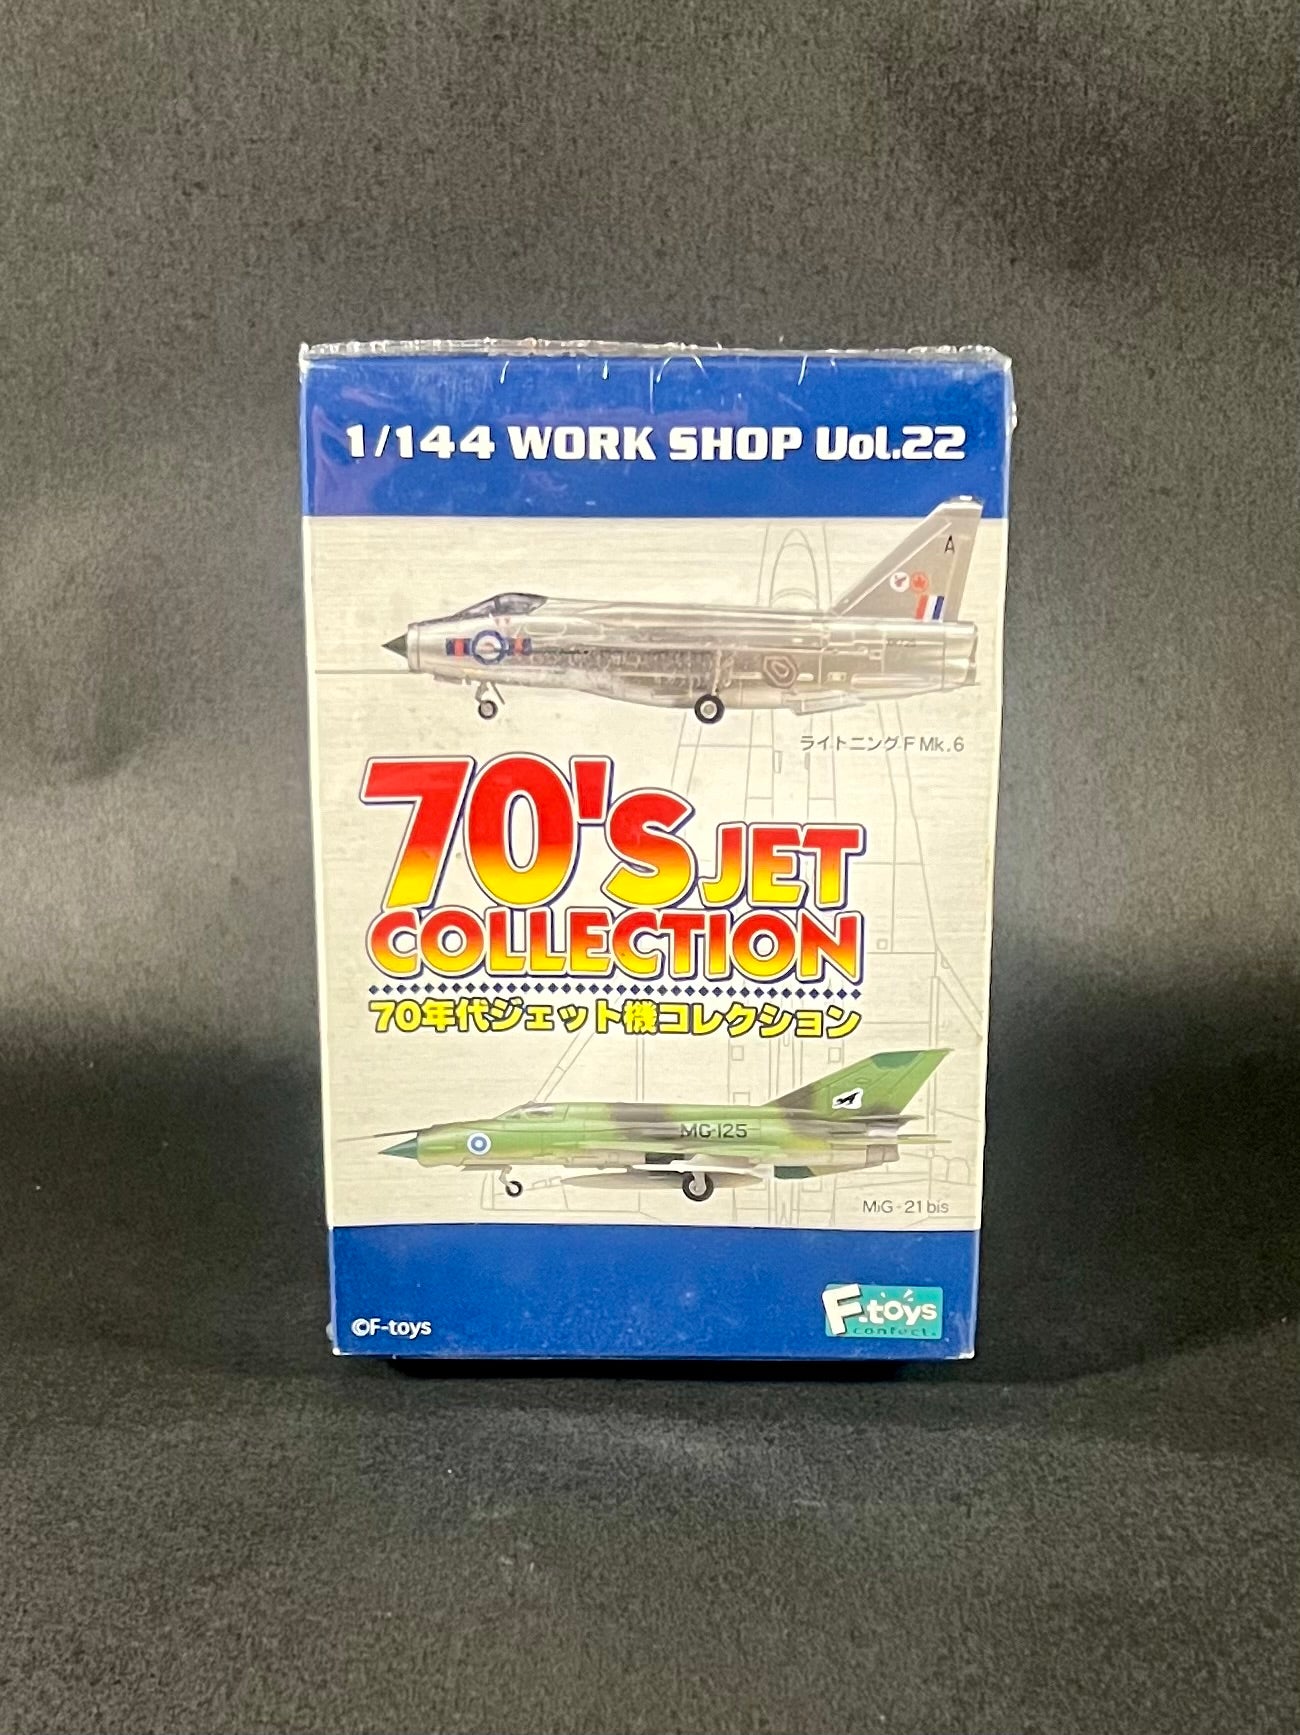 1/144 WORK SHOP Vol.22
A
ライトニング F Mk.6
70'S JET
COLLECTION
70年代ジェット機コレクション
MG-125
MiG-21 bis
©F-toys
F-toys
confect.